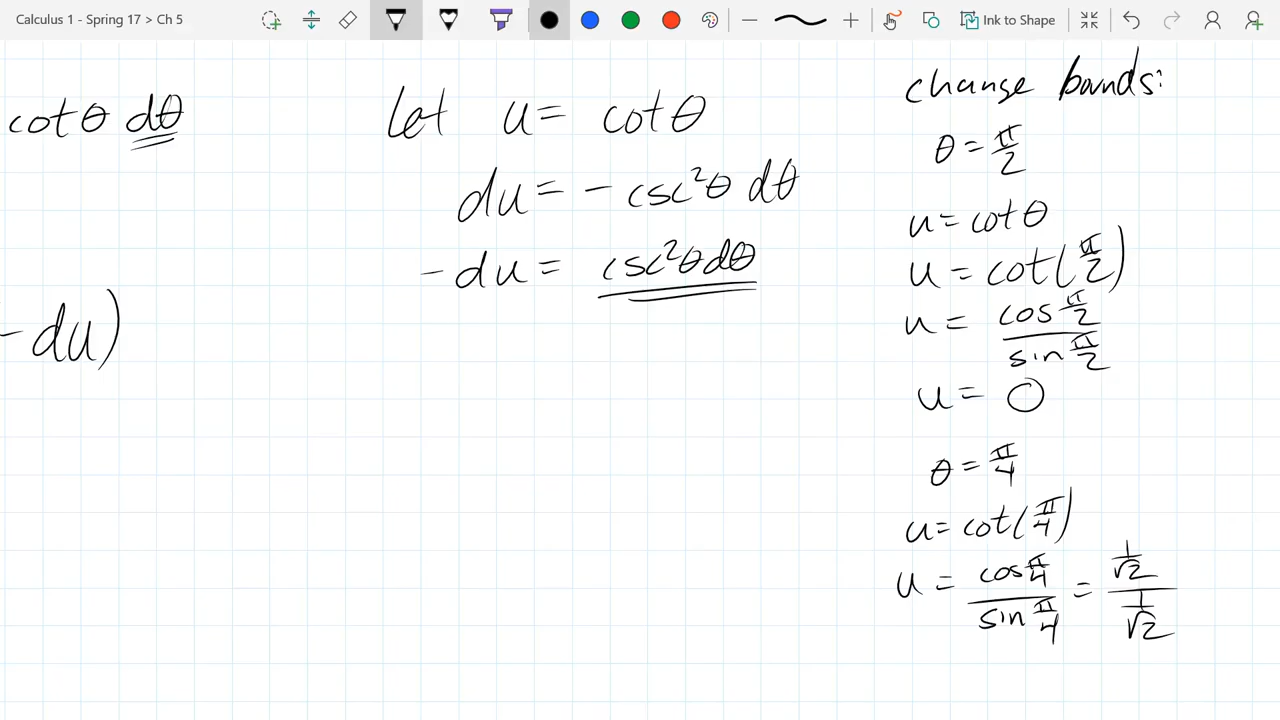 Calculus 1 - Spring 17 > Ch 5
Ink to Shape
cotθ dθ
-du)
Let u = cotθ
du = -csc²θ dθ
-du = csc²θdθ
change bounds:
θ = π/2
u = cotθ
u = cot(π/2)
u = cos π/2 / sin π/2
u = 0
θ = π/4
u = cot(π/4)
u = cos π/4 / sin π/4 = 1/√2 / 1/√2